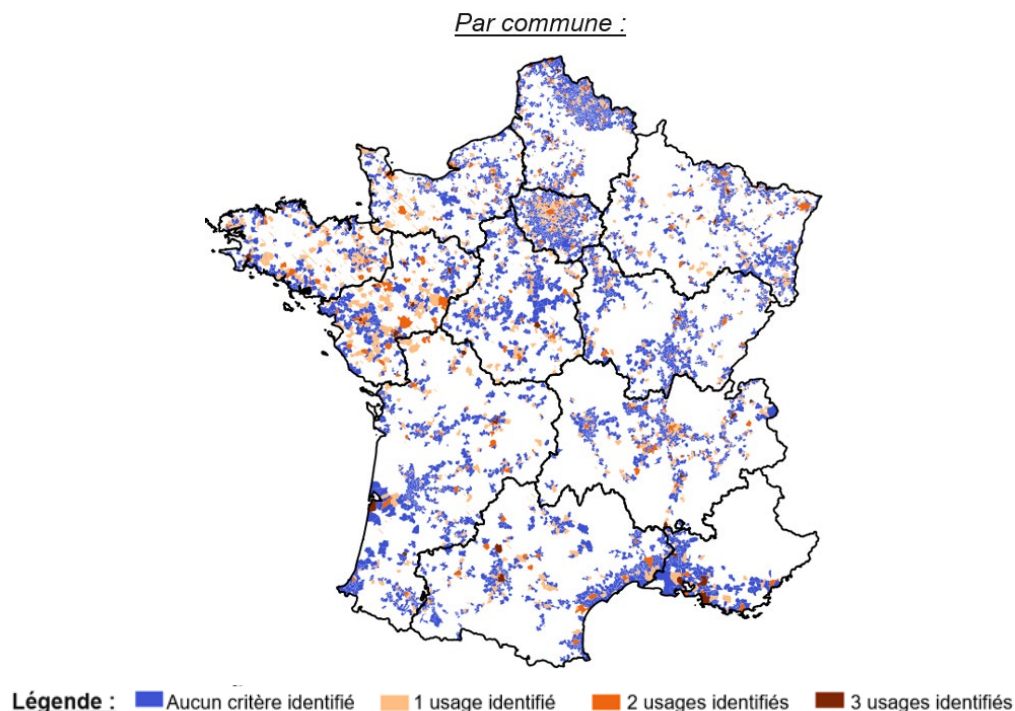 Par commune :
Légende : Aucun critère identifié 1 usage identifié 2 usages identifiés 3 usages identifiés